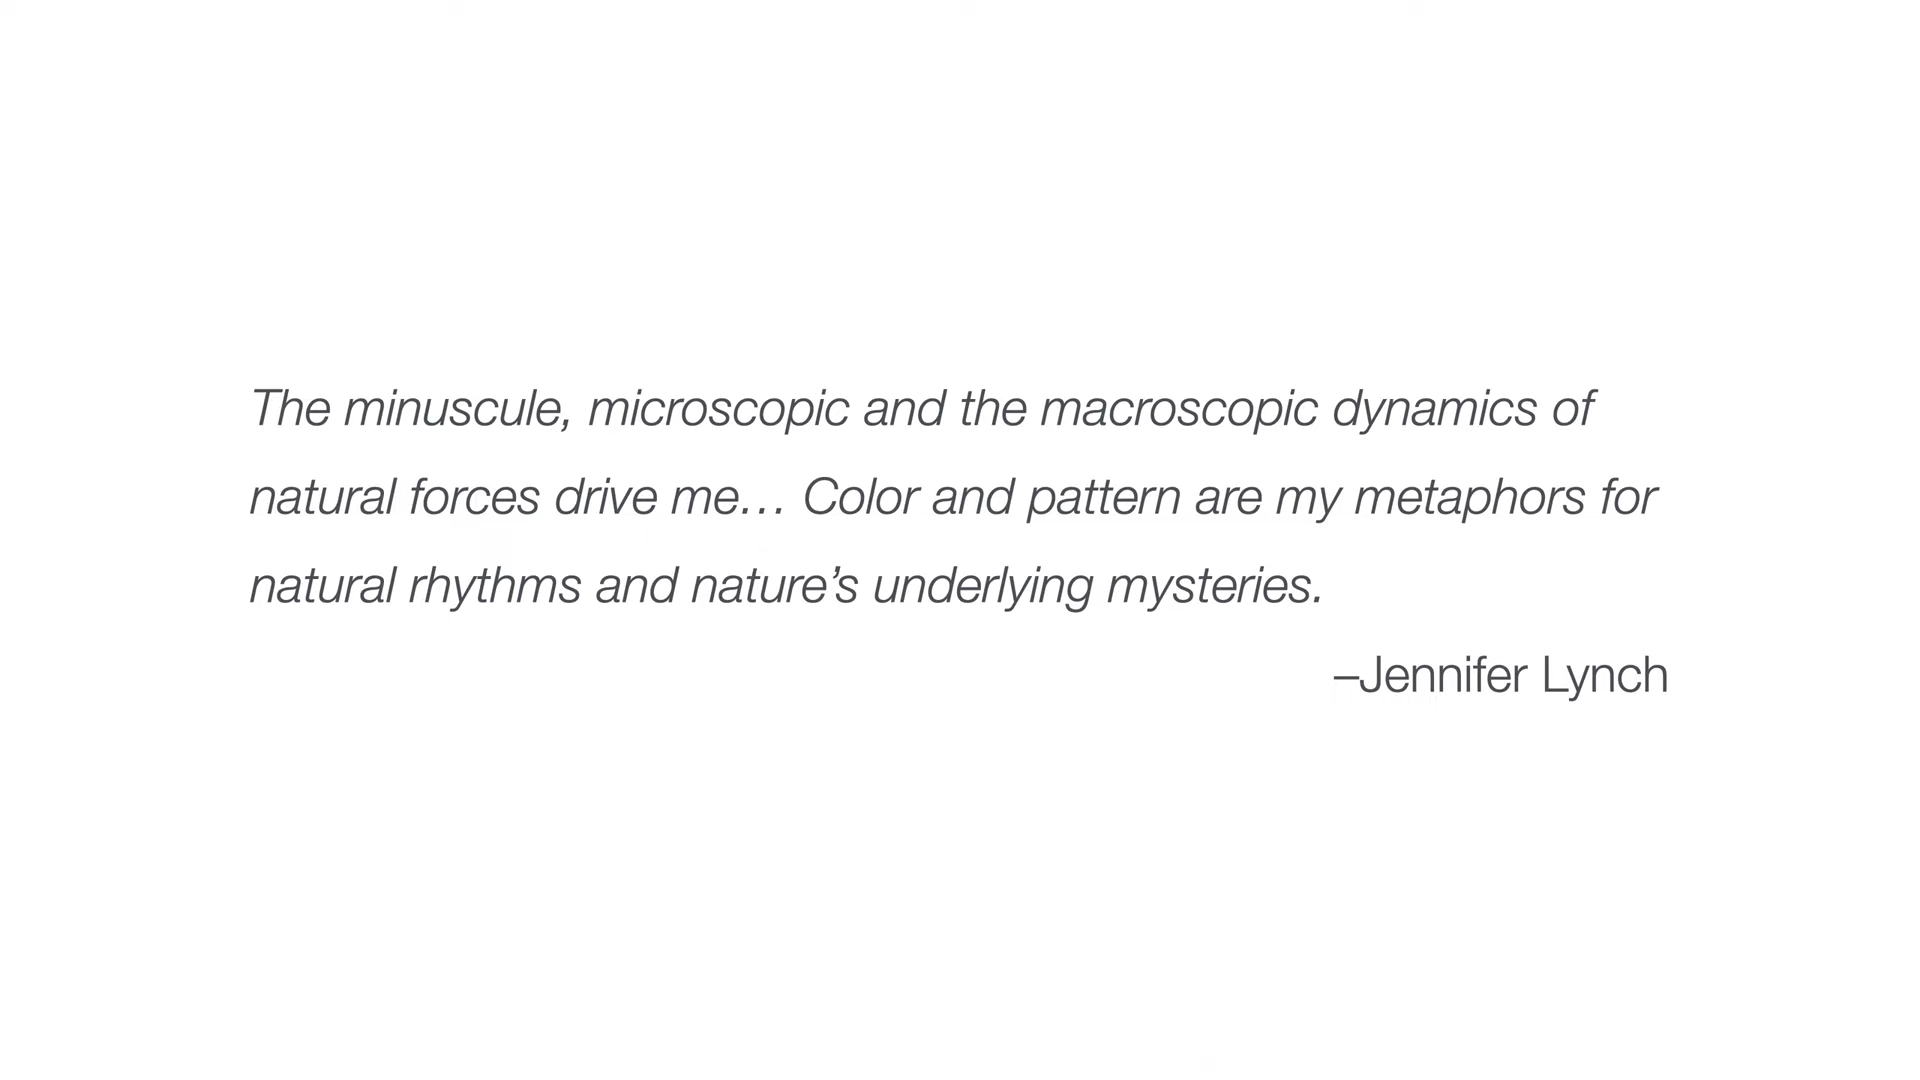 The minuscule, microscopic and the macroscopic dynamics of
natural forces drive me… Color and pattern are my metaphors for
natural rhythms and nature’s underlying mysteries.
–Jennifer Lynch